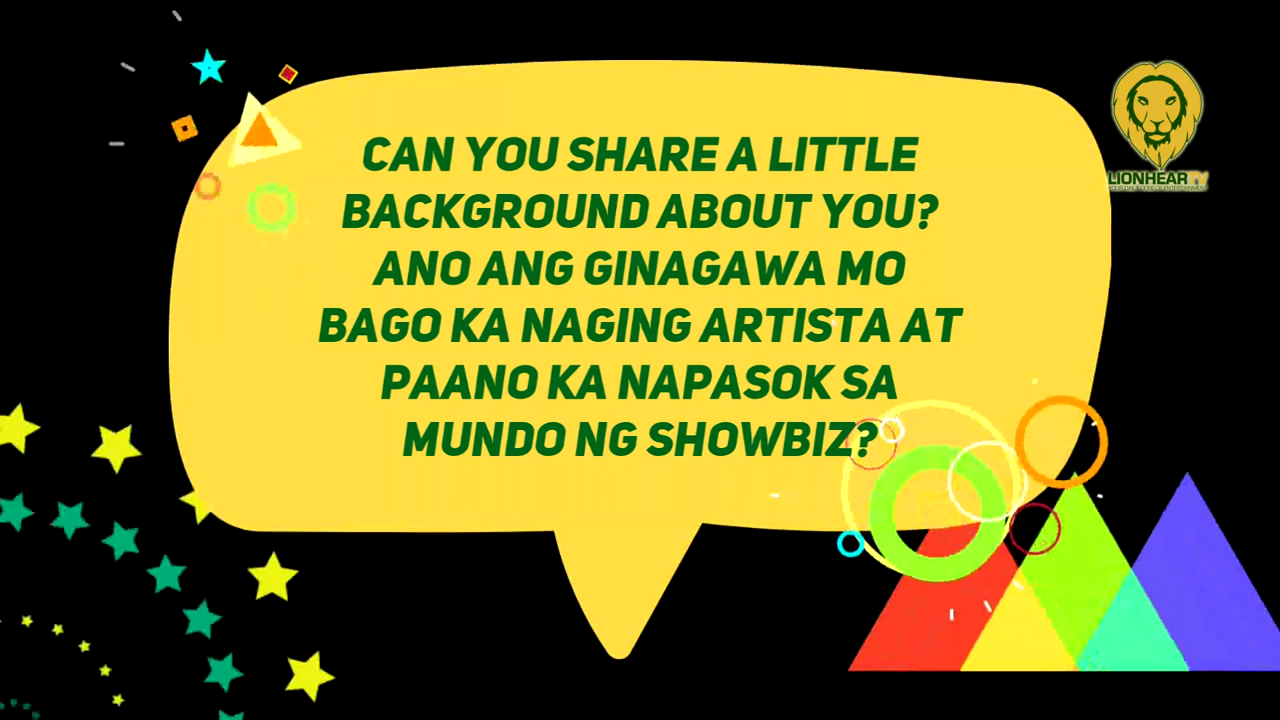 CAN YOU SHARE A LITTLE
BACKGROUND ABOUT YOU?
ANO ANG GINAGAWA MO
BAGO KA NAGING ARTISTA AT
PAANO KA NAPASOK SA
MUNDO NG SHOWBIZ?
LIONHEARTV